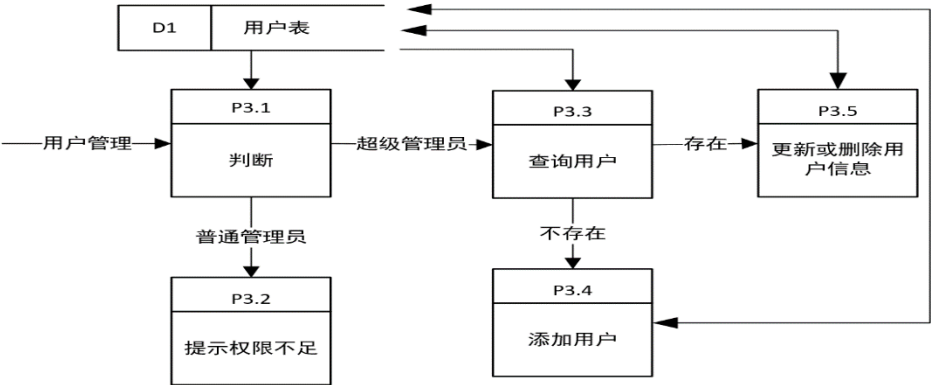 D1 用户表
P3.1
P3.3
P3.5
用户管理
判断
超级管理员
查询用户
存在
更新或删除用
户信息
普通管理员
不存在
P3.2
P3.4
提示权限不足
添加用户